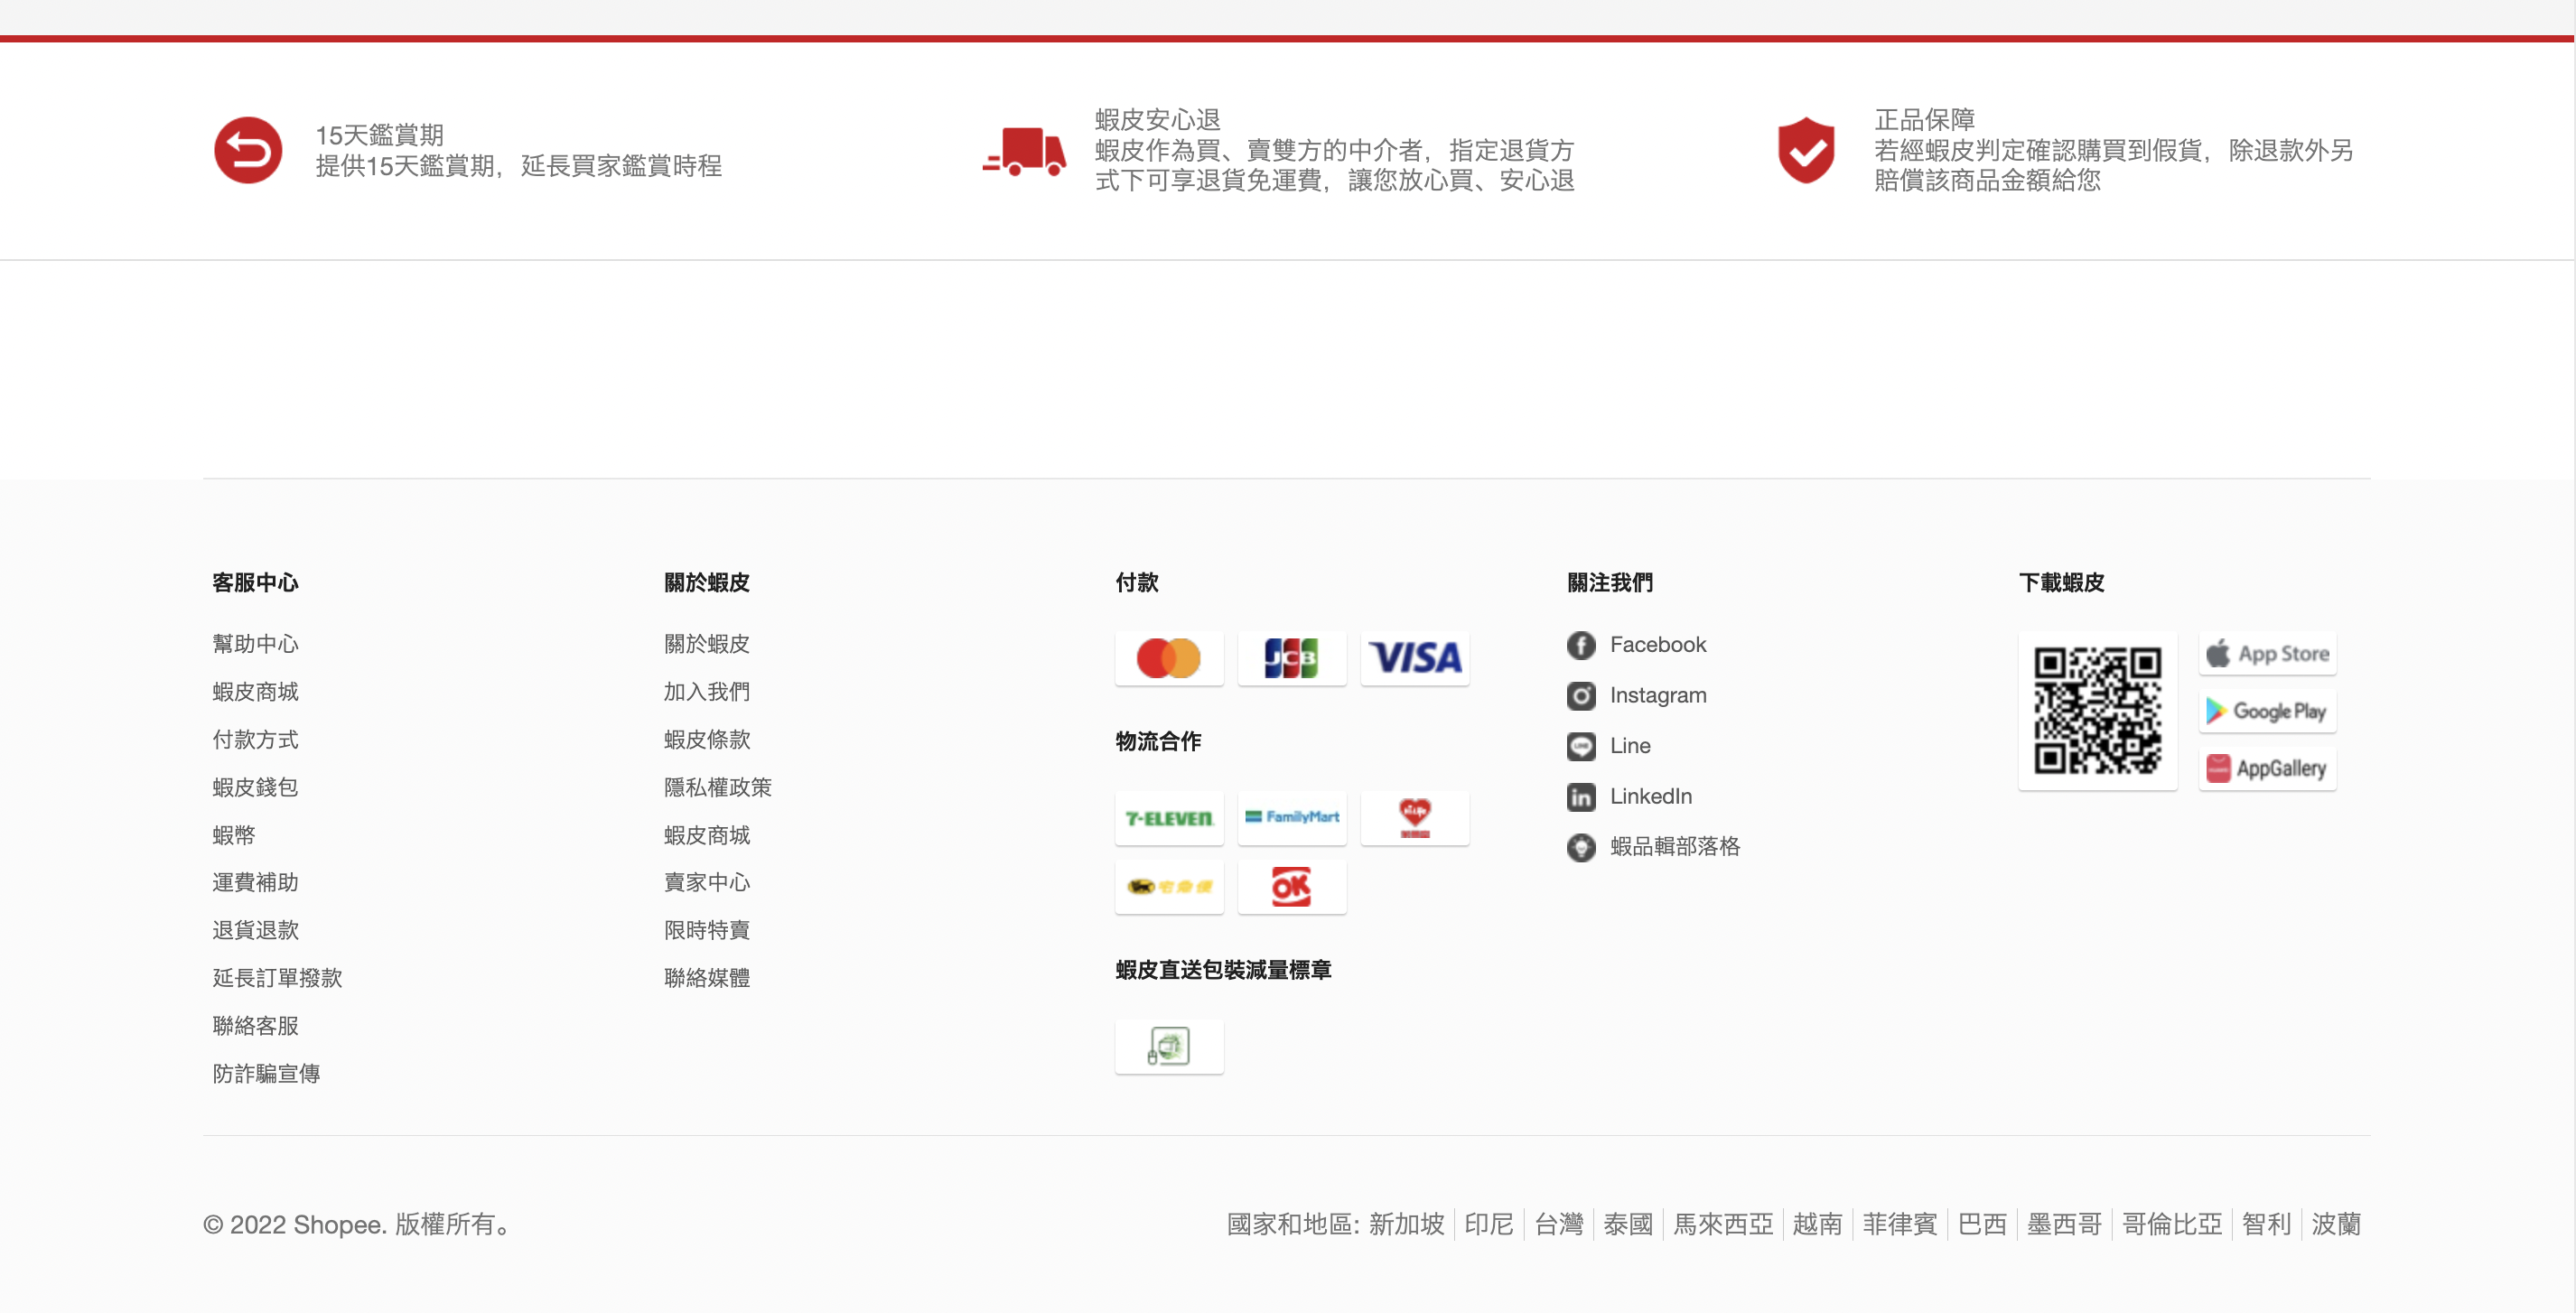 15天鑑賞期
提供15天鑑賞期，延長買家鑑賞時程
蝦皮安心退
蝦皮作為買、賣雙方的中介者，指定退貨方
式下可享退貨免運費，讓您放心買、安心退
正品保障
若經蝦皮判定確認購買到假貨，除退款外另
賠償該商品金額給您
客服中心
幫助中心
蝦皮商城
付款方式
蝦皮錢包
蝦幣
運費補助
退貨退款
延長訂單撥款
聯絡客服
防詐騙宣傳
關於蝦皮
關於蝦皮
加入我們
蝦皮條款
隱私權政策
蝦皮商城
賣家中心
限時特賣
聯絡媒體
付款
JCB
VISA
物流合作
7-ELEVEN
FamilyMart
Hi-Life
宅急便
OK
蝦皮直送包裝減量標章
關注我們
Facebook
Instagram
Line
LinkedIn
蝦品輯部落格
下載蝦皮
App Store
Google Play
AppGallery
© 2022 Shopee. 版權所有。
國家和地區: 新加坡 印尼 台灣 泰國 馬來西亞 越南 菲律賓 巴西 墨西哥 哥倫比亞 智利 波蘭